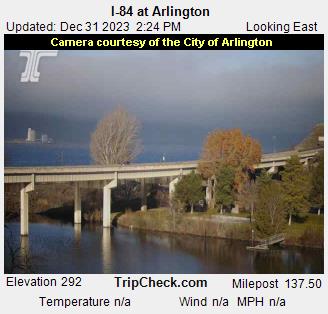 I-84 at Arlington
Updated: Dec 31 2023 2:24 PM Looking East
Camera courtesy of the City of Arlington
Elevation 292 TripCheck.com Milepost 137.50
Temperature n/a Wind n/a MPH n/a